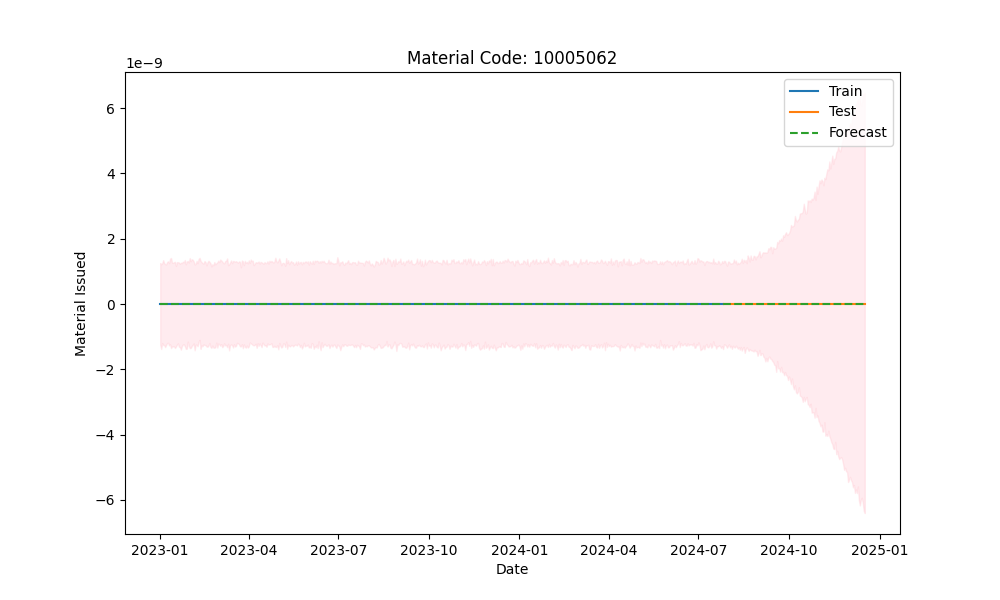 Material Code: 10005062
1e−9
Train
Test
Forecast
6
4
2
0
−2
−4
−6
Material Issued
2023-01 2023-04 2023-07 2023-10 2024-01 2024-04 2024-07 2024-10 2025-01
Date